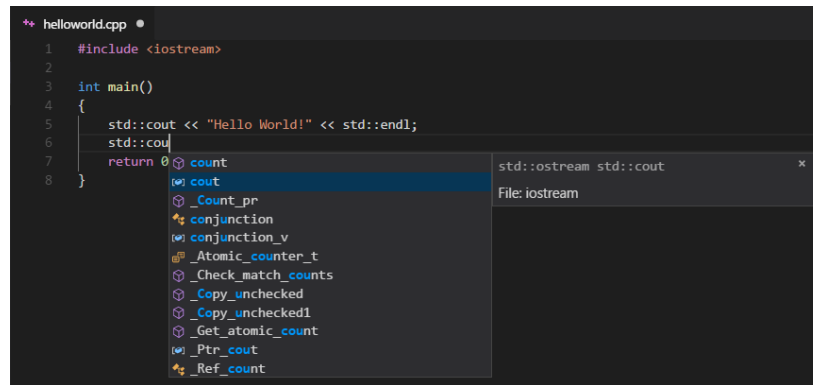 helloworld.cpp
1 #include <iostream>
2
3 int main()
4 {
5 std::cout << "Hello World!" << std::endl;
6 std::cou
7 return 0
8 }
count
cout
_Count_pr
conjunction
conjunction_v
_Atomic_counter_t
_Check_match_counts
_Copy_unchecked
_Copy_unchecked1
_Get_atomic_count
_Ptr_cout
_Ref_count
std::ostream std::cout
File: iostream